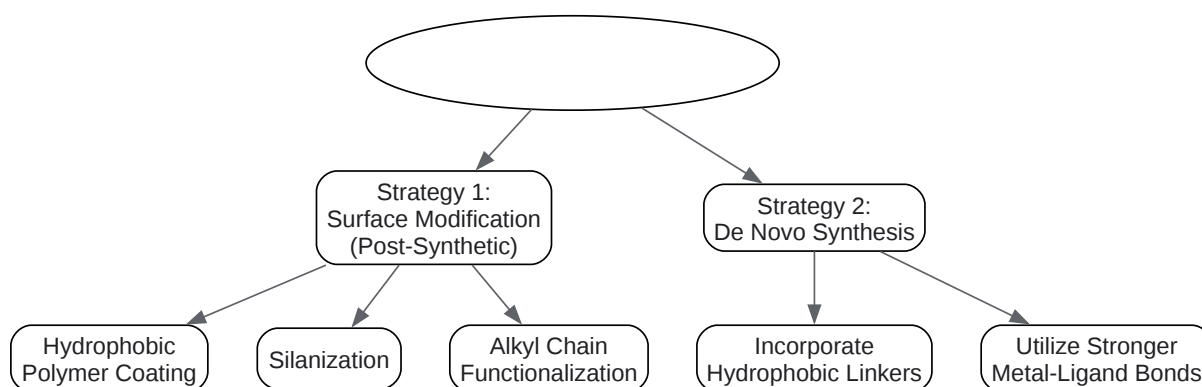 Strategy 1:
Surface Modification
(Post-Synthetic)
Strategy 2:
De Novo Synthesis
Hydrophobic
Polymer Coating
Silanization
Alkyl Chain
Functionalization
Incorporate
Hydrophobic Linkers
Utilize Stronger
Metal-Ligand Bonds